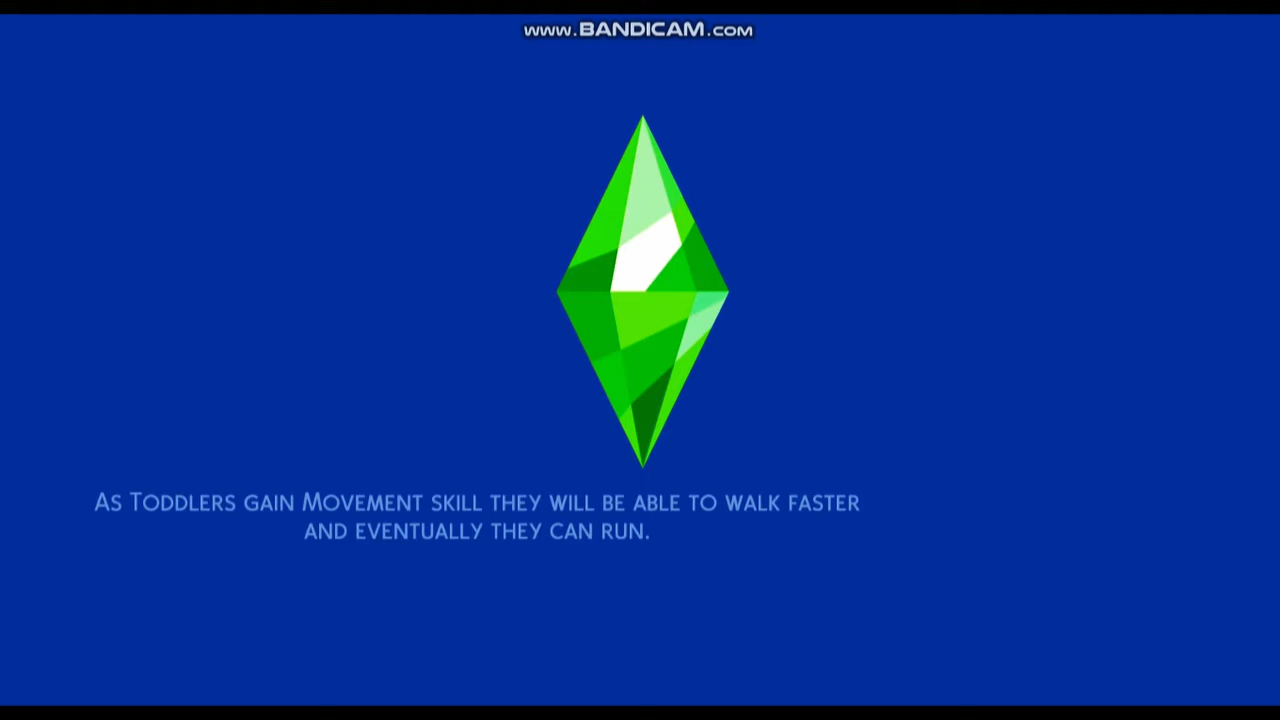 www.BANDICAM.com
As Toddlers gain Movement skill they will be able to walk faster
and eventually they can run.